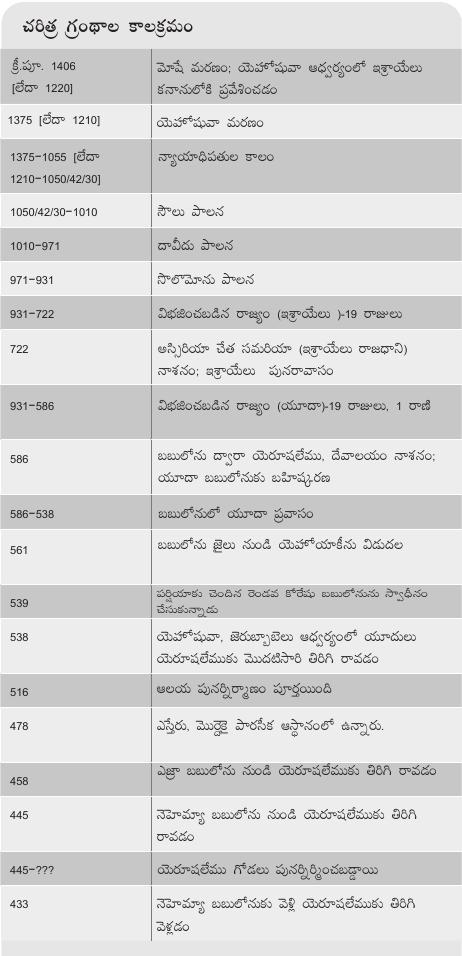 చరిత్ర గ్రంథాల కాలక్రమం
క్రీ.పూ. 1406 మోషే మరణం; యెహోషువా ఆధ్వర్యంలో ఇశ్రాయేలు
[లేదా 1220] కనానులోకి ప్రవేశించడం
1375 [లేదా 1210] యెహోషువా మరణం
1375-1055 [లేదా న్యాయాధిపతుల కాలం
1210-1050/42/30]
1050/42/30-1010 సౌలు పాలన
1010-971 దావీదు పాలన
971-931 సొలొమోను పాలన
931-722 విభజించబడిన రాజ్యం (ఇశ్రాయేలు )-19 రాజులు
722 అస్సిరియా చేత సమరియా (ఇశ్రాయేలు రాజధాని)
నాశనం; ఇశ్రాయేలు పునరావాసం
931-586 విభజించబడిన రాజ్యం (యూదా)-19 రాజులు, 1 రాణి
586 బబులోను ద్వారా యెరూషలేము, దేవాలయం నాశనం;
యూదా బబులోనుకు బహిష్కరణ
586-538 బబులోనులో యూదా ప్రవాసం
561 బబులోను జైలు నుండి యెహోయాకీను విడుదల
539 పర్షియాకు చెందిన రెండవ కోరేషు బబులోనును స్వాధీనం
చేసుకున్నాడు
538 యెహోషువా, జెరుబ్బాబెలు ఆధ్వర్యంలో యూదులు
యెరూషలేముకు మొదటిసారి తిరిగి రావడం
516 ఆలయ పునర్నిర్మాణం పూర్తయింది
478 ఎస్తేరు, మొర్దెకై పారసీక ఆస్థానంలో ఉన్నారు.
458 ఎజ్రా బబులోను నుండి యెరూషలేముకు తిరిగి రావడం
445 నెహెమ్యా బబులోను నుండి యెరూషలేముకు తిరిగి
రావడం
445-??? యెరూషలేము గోడలు పునర్నిర్మించబడ్డాయి
433 నెహెమ్యా బబులోనుకు వెళ్లి యెరూషలేముకు తిరిగి
వెళ్లడం